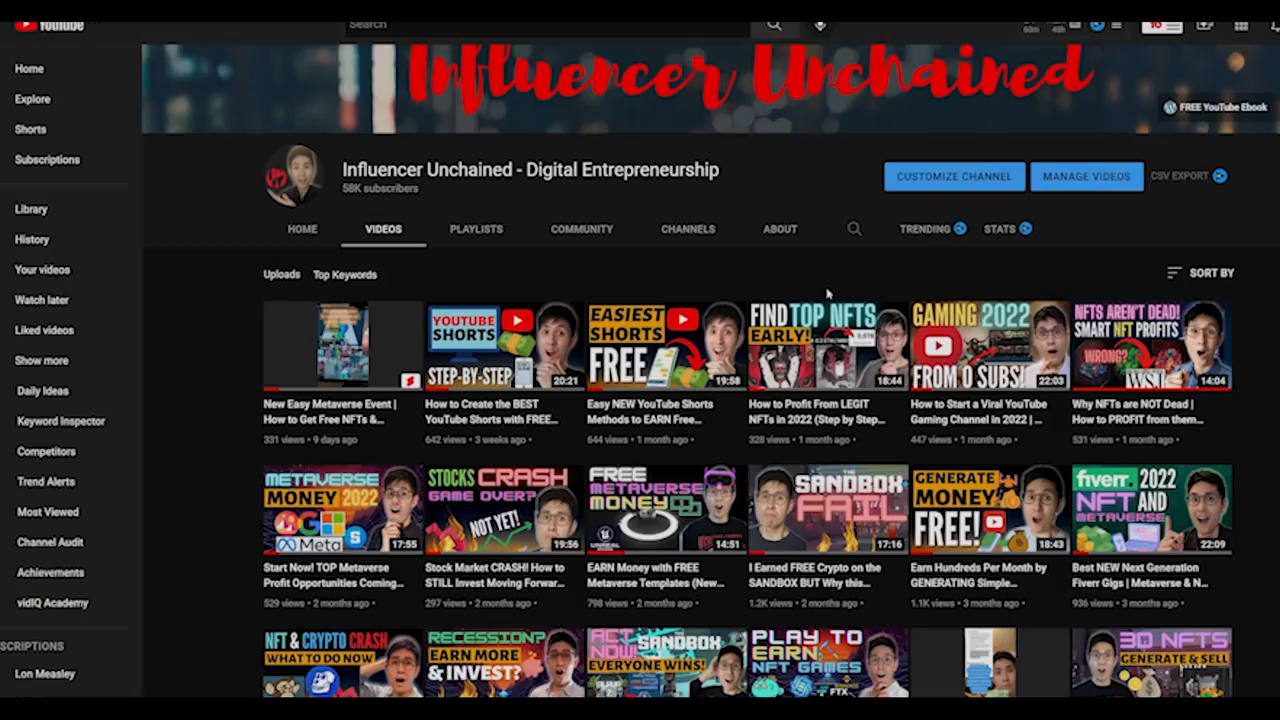 YouTube
Search
60m
48h
Home
Explore
Shorts
Subscriptions
Library
History
Your videos
Watch later
Liked videos
Show more
Daily Ideas
Keyword Inspector
Competitors
Trend Alerts
Most Viewed
Channel Audit
Achievements
vidIQ Academy
SCRIPTIONS
Lon Measley
Influencer Unchained
FREE YouTube Ebook
Influencer Unchained - Digital Entrepreneurship
58K subscribers
CUSTOMIZE CHANNEL
MANAGE VIDEOS
CSV EXPORT
HOME
VIDEOS
PLAYLISTS
COMMUNITY
CHANNELS
ABOUT
TRENDING
STATS
Uploads
Top Keywords
SORT BY
New Easy Metaverse Event |
How to Get Free NFTs &...
331 views • 9 days ago •
YOUTUBE
SHORTS
STEP-BY-STEP
20:21
How to Create the BEST
YouTube Shorts with FREE...
642 views • 3 weeks ago •
EASIEST
SHORTS
FREE
19:58
Easy NEW YouTube Shorts
Methods to EARN Free...
644 views • 1 month ago •
FIND TOP NFTS
EARLY!
18:44
How to Profit From LEGIT
NFTs in 2022 (Step by Step...
328 views • 1 month ago •
GAMING 2022
FROM 0 SUBS!
22:03
How to Start a Viral YouTube
Gaming Channel in 2022 | ...
447 views • 1 month ago •
NFTS AREN'T DEAD!
SMART NFT PROFITS
WRONG?
WSJ
14:04
Why NFTs are NOT Dead |
How to PROFIT from them...
531 views • 1 month ago •
METAVERSE
MONEY 2022
Meta
17:55
Start Now! TOP Metaverse
Profit Opportunities Coming...
529 views • 2 months ago •
STOCKS CRASH
GAME OVER?
NOT YET!
19:56
Stock Market CRASH! How to
STILL Invest Moving Forwar...
297 views • 2 months ago •
FREE
METAVERSE
MONEY
UNREAL
14:51
EARN Money with FREE
Metaverse Templates (New...
798 views • 2 months ago •
THE
SANDBOX
FAIL
17:16
I Earned FREE Crypto on the
SANDBOX BUT Why this...
1.2K views • 2 months ago •
GENERATE
MONEY
FREE!
18:43
Earn Hundreds Per Month by
GENERATING Simple...
1.1K views • 3 months ago •
fiverr. 2022
NFT AND
METAVERSE
22:09
Best NEW Next Generation
Fiverr Gigs | Metaverse & N...
936 views • 3 months ago •
NFT & CRYPTO CRASH
WHAT TO DO NOW
RECESSION?
EARN MORE
& INVEST?
ACT
NOW!
THE
SANDBOX
EVERYONE WINS!
PLAY TO
EARN
NFT GAMES
FTX
3D NFTS
GENERATE & SELL